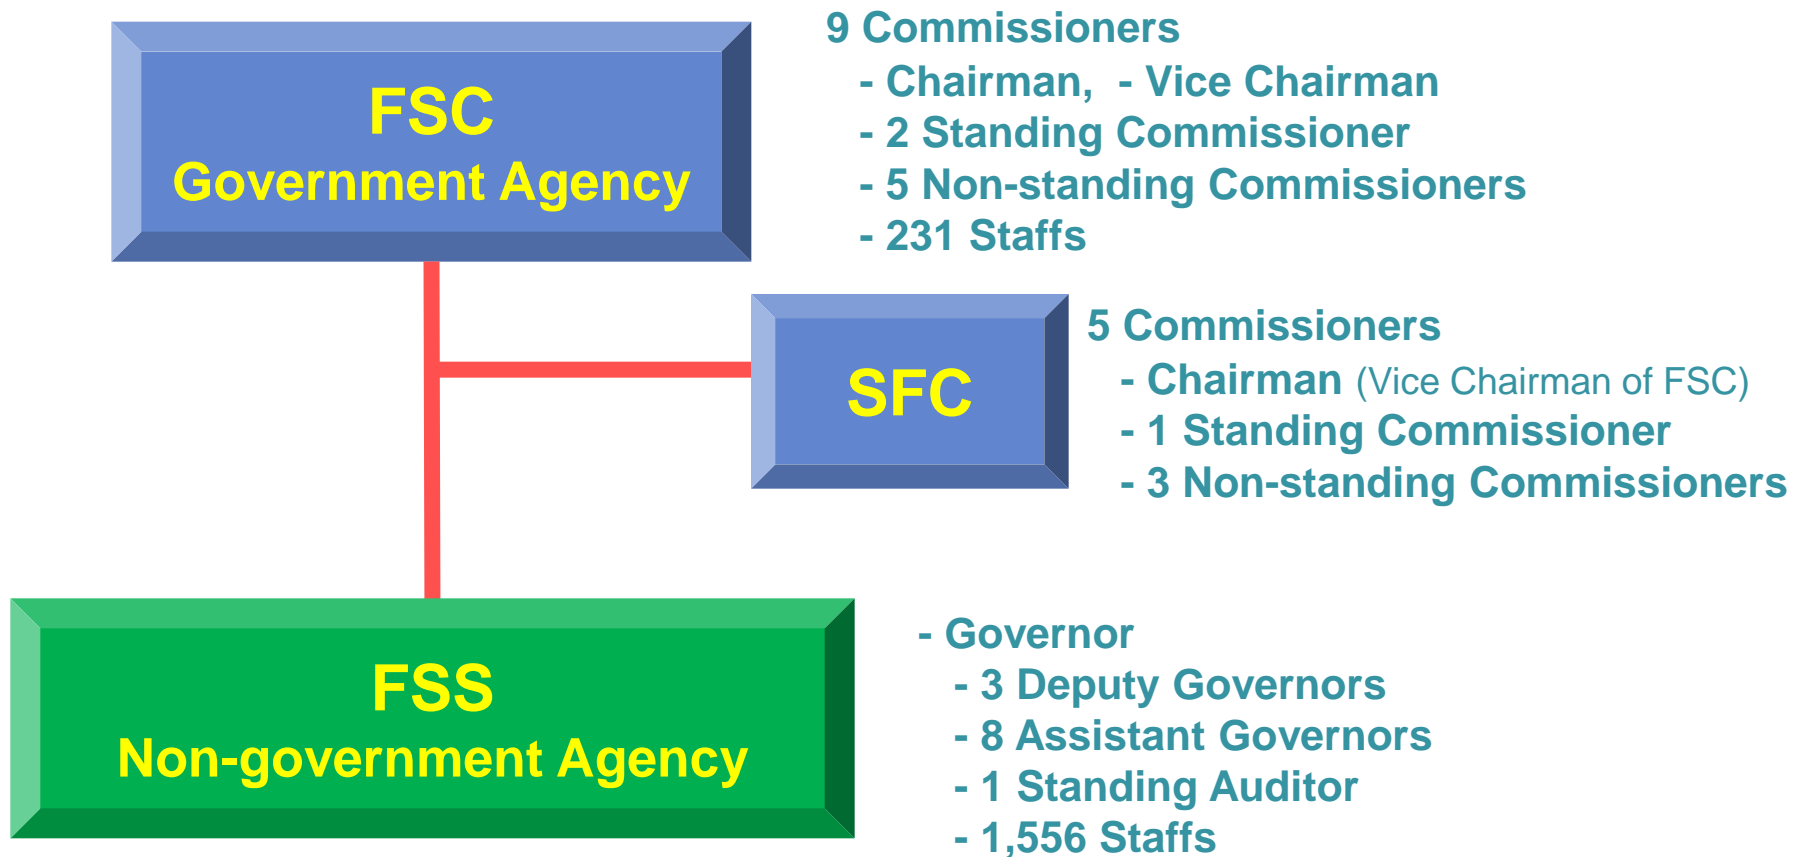 FSC
Government Agency
9 Commissioners
- Chairman, - Vice Chairman
- 2 Standing Commissioner
- 5 Non-standing Commissioners
- 231 Staffs
SFC
5 Commissioners
- Chairman (Vice Chairman of FSC)
- 1 Standing Commissioner
- 3 Non-standing Commissioners
FSS
Non-government Agency
- Governor
- 3 Deputy Governors
- 8 Assistant Governors
- 1 Standing Auditor
- 1,556 Staffs